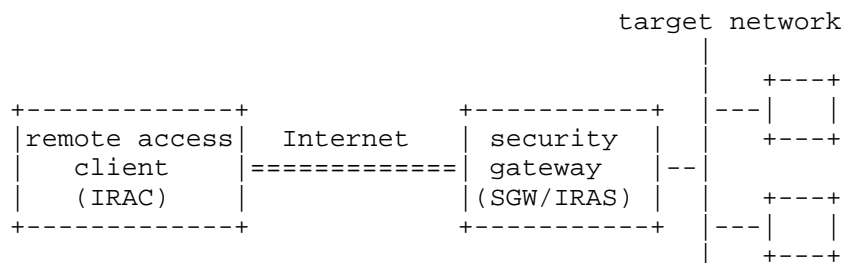 target network
remote access client (IRAC)
Internet
security gateway (SGW/IRAS)